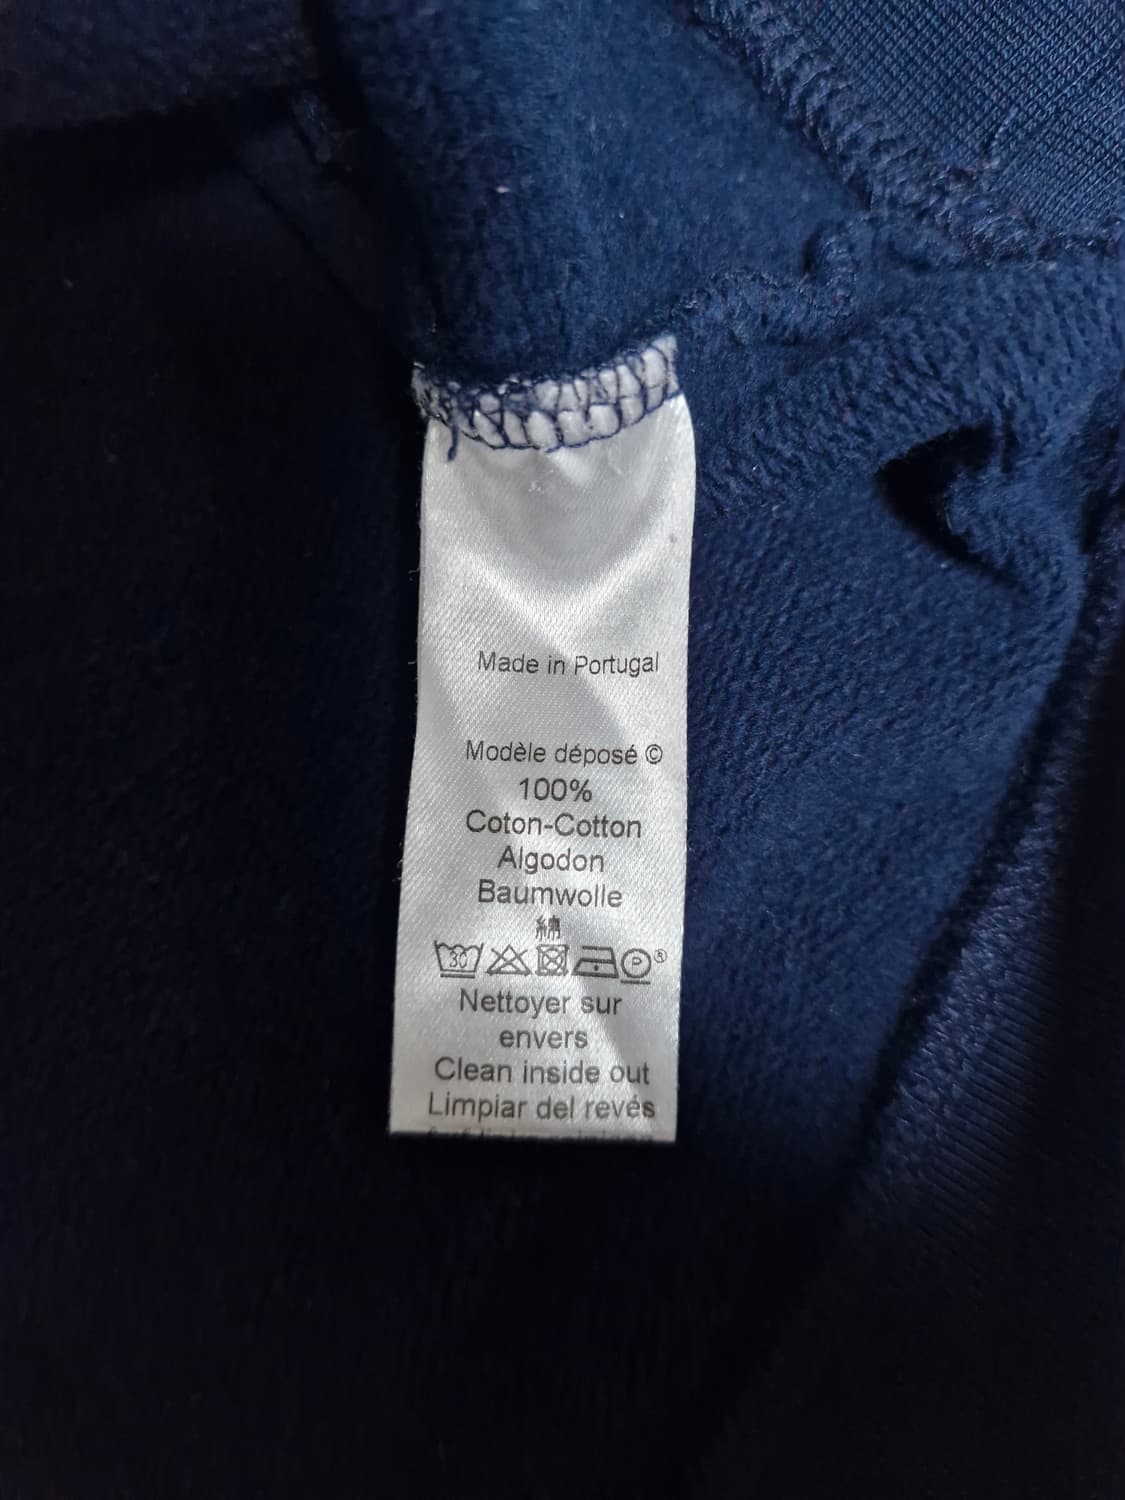 Made in Portugal
Modèle déposé ©
100%
Coton-Cotton
Algodon
Baumwolle
綿
30 P ®
Nettoyer sur
envers
Clean inside out
Limpiar del revés